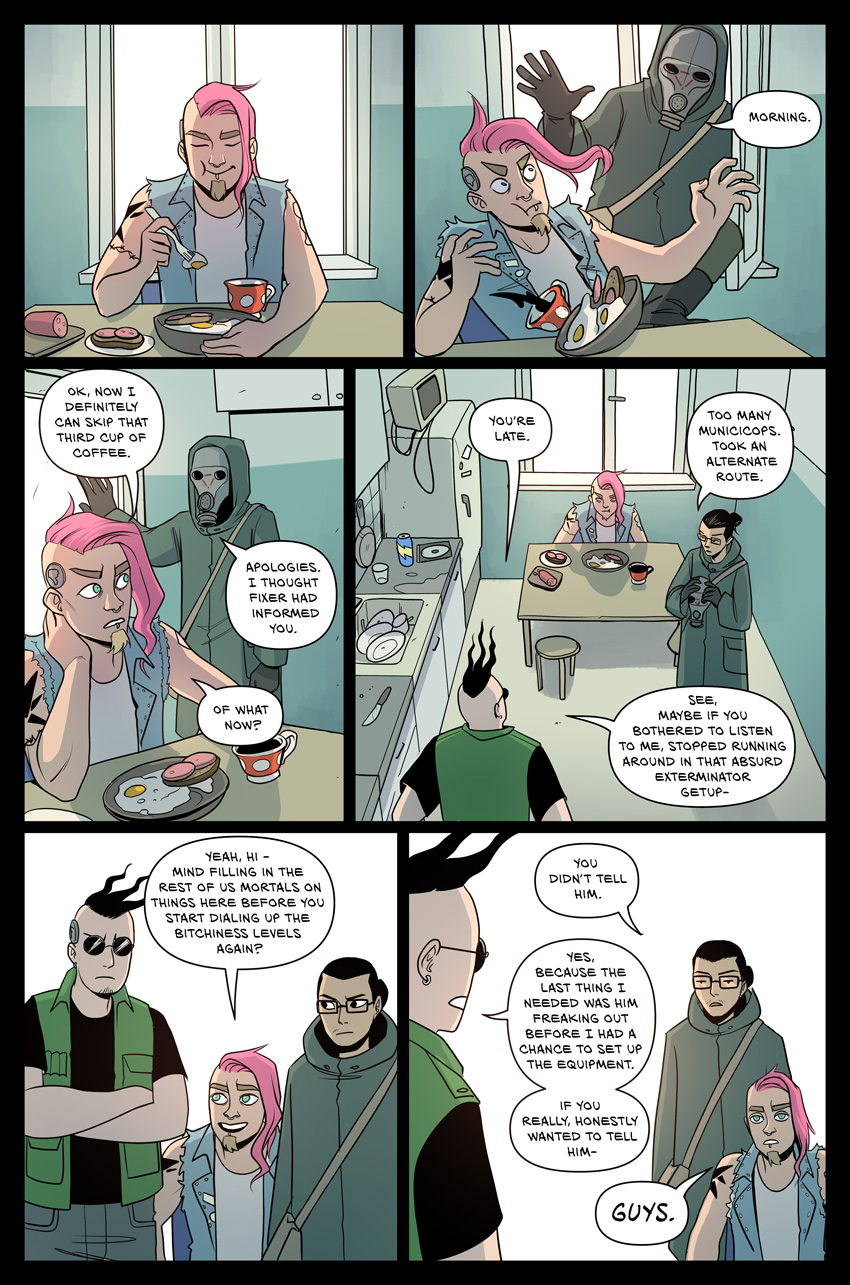 MORNING.
OK, NOW I
DEFINITELY
CAN SKIP THAT
THIRD CUP OF
COFFEE.
APOLOGIES.
I THOUGHT
FIXER HAD
INFORMED
YOU.
OF WHAT
NOW?
YOU'RE
LATE.
TOO MANY
MUNICICOPS.
TOOK AN
ALTERNATE
ROUTE.
SEE,
MAYBE IF YOU
BOTHERED TO LISTEN
TO ME, STOPPED RUNNING
AROUND IN THAT ABSURD
EXTERMINATOR
GETUP-
YEAH, HI -
MIND FILLING IN THE
REST OF US MORTALS ON
THINGS HERE BEFORE YOU
START DIALING UP THE
BITCHINESS LEVELS
AGAIN?
YOU
DIDN'T TELL
HIM.
YES,
BECAUSE THE
LAST THING I
NEEDED WAS HIM
FREAKING OUT
BEFORE I HAD A
CHANCE TO SET UP
THE EQUIPMENT.
IF YOU
REALLY, HONESTLY
WANTED TO TELL
HIM-
GUYS.